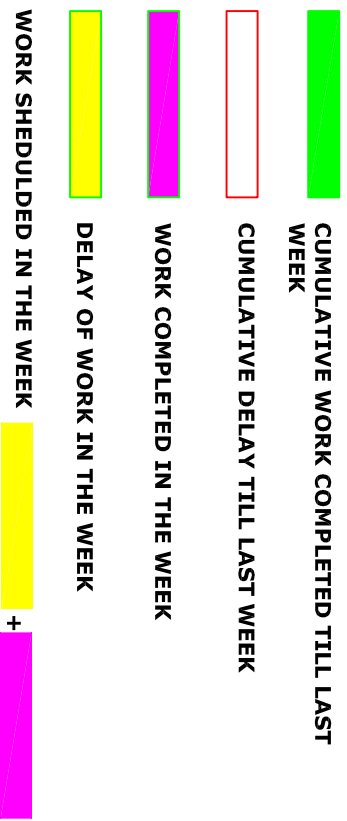 CUMULATIVE WORK COMPLETED TILL LAST
WEEK
CUMULATIVE DELAY TILL LAST WEEK
WORK COMPLETED IN THE WEEK
DELAY OF WORK IN THE WEEK
WORK SHEDULDED IN THE WEEK +